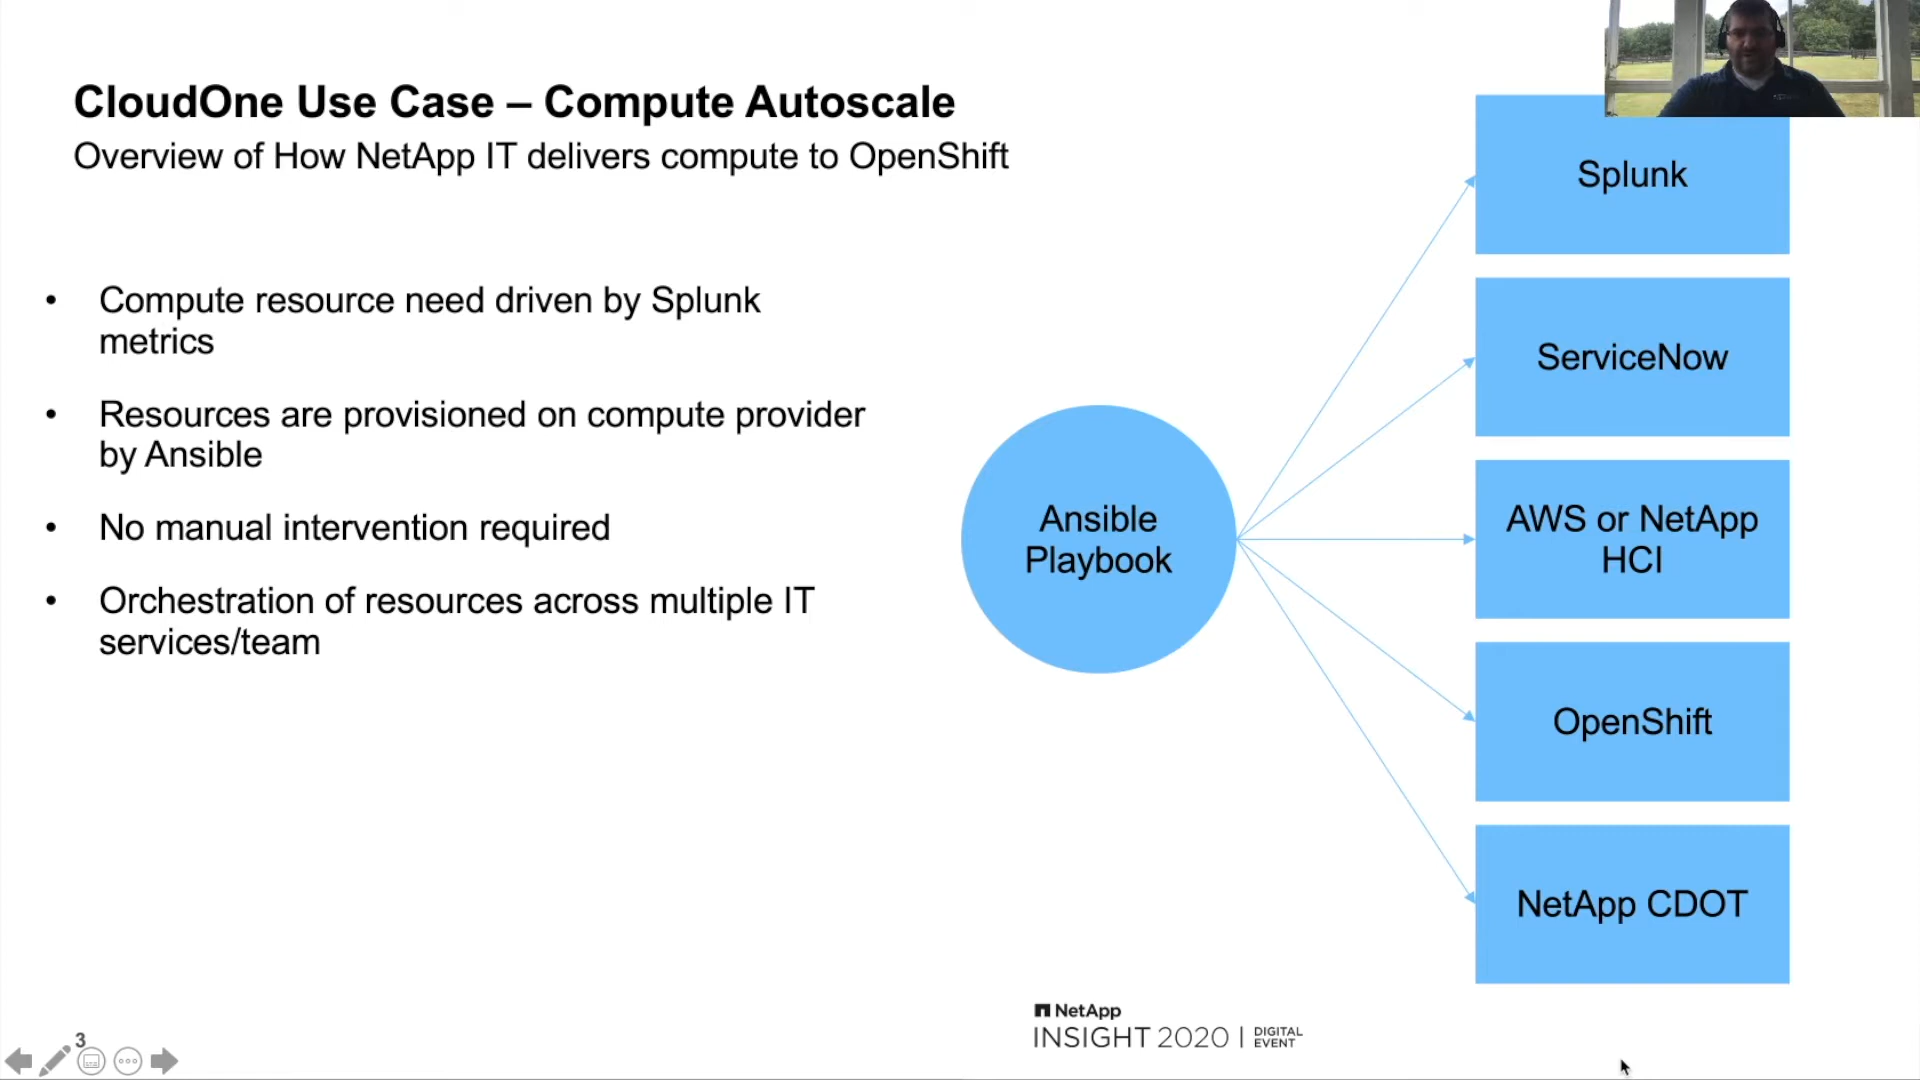 CloudOne Use Case – Compute Autoscale
Overview of How NetApp IT delivers compute to OpenShift
• Compute resource need driven by Splunk
metrics
• Resources are provisioned on compute provider
by Ansible
• No manual intervention required
• Orchestration of resources across multiple IT
services/team
Ansible
Playbook
Splunk
ServiceNow
AWS or NetApp
HCI
OpenShift
NetApp CDOT
NetApp
INSIGHT 2020 | DIGITAL
EVENT
3